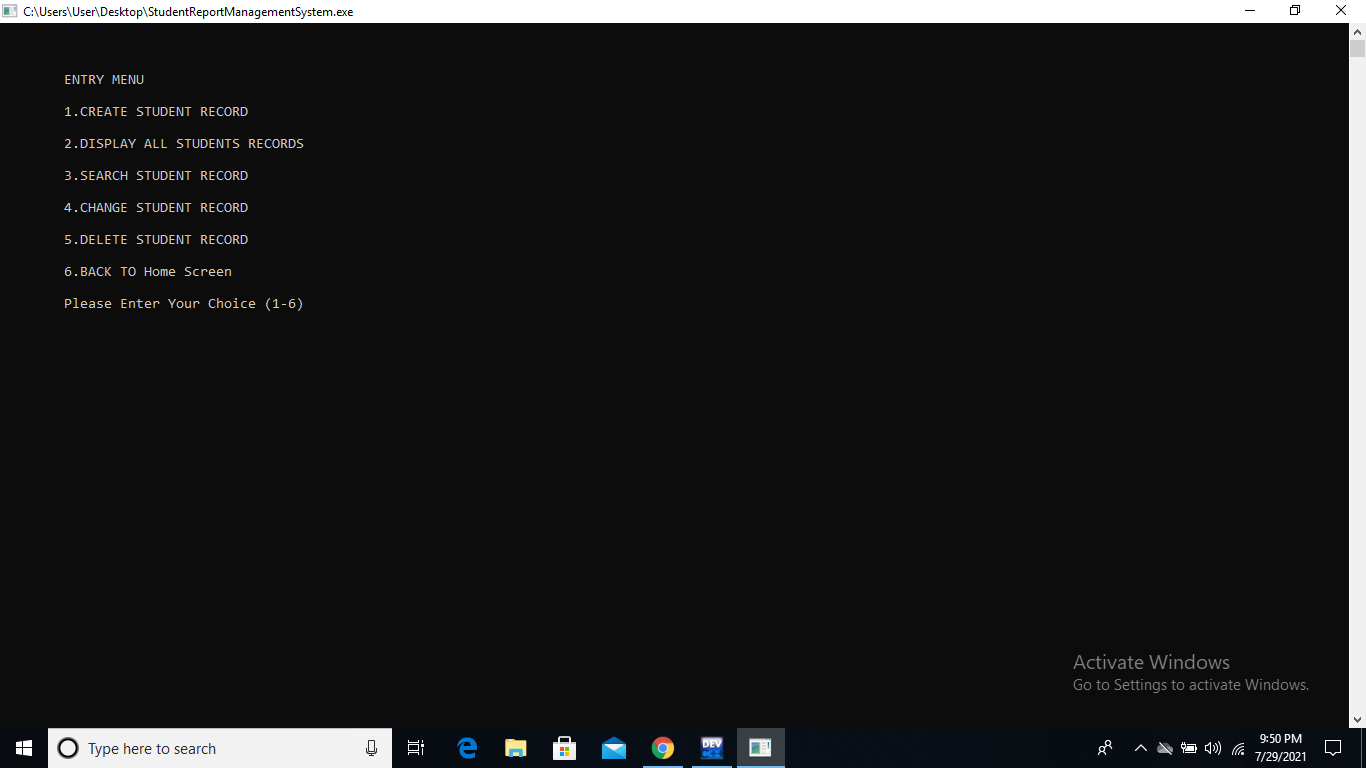 C:\Users\User\Desktop\StudentReportManagementSystem.exe
ENTRY MENU
1.CREATE STUDENT RECORD
2.DISPLAY ALL STUDENTS RECORDS
3.SEARCH STUDENT RECORD
4.CHANGE STUDENT RECORD
5.DELETE STUDENT RECORD
6.BACK TO Home Screen
Please Enter Your Choice (1-6)
Activate Windows
Go to Settings to activate Windows.
Type here to search
DEV
9:50 PM
7/29/2021